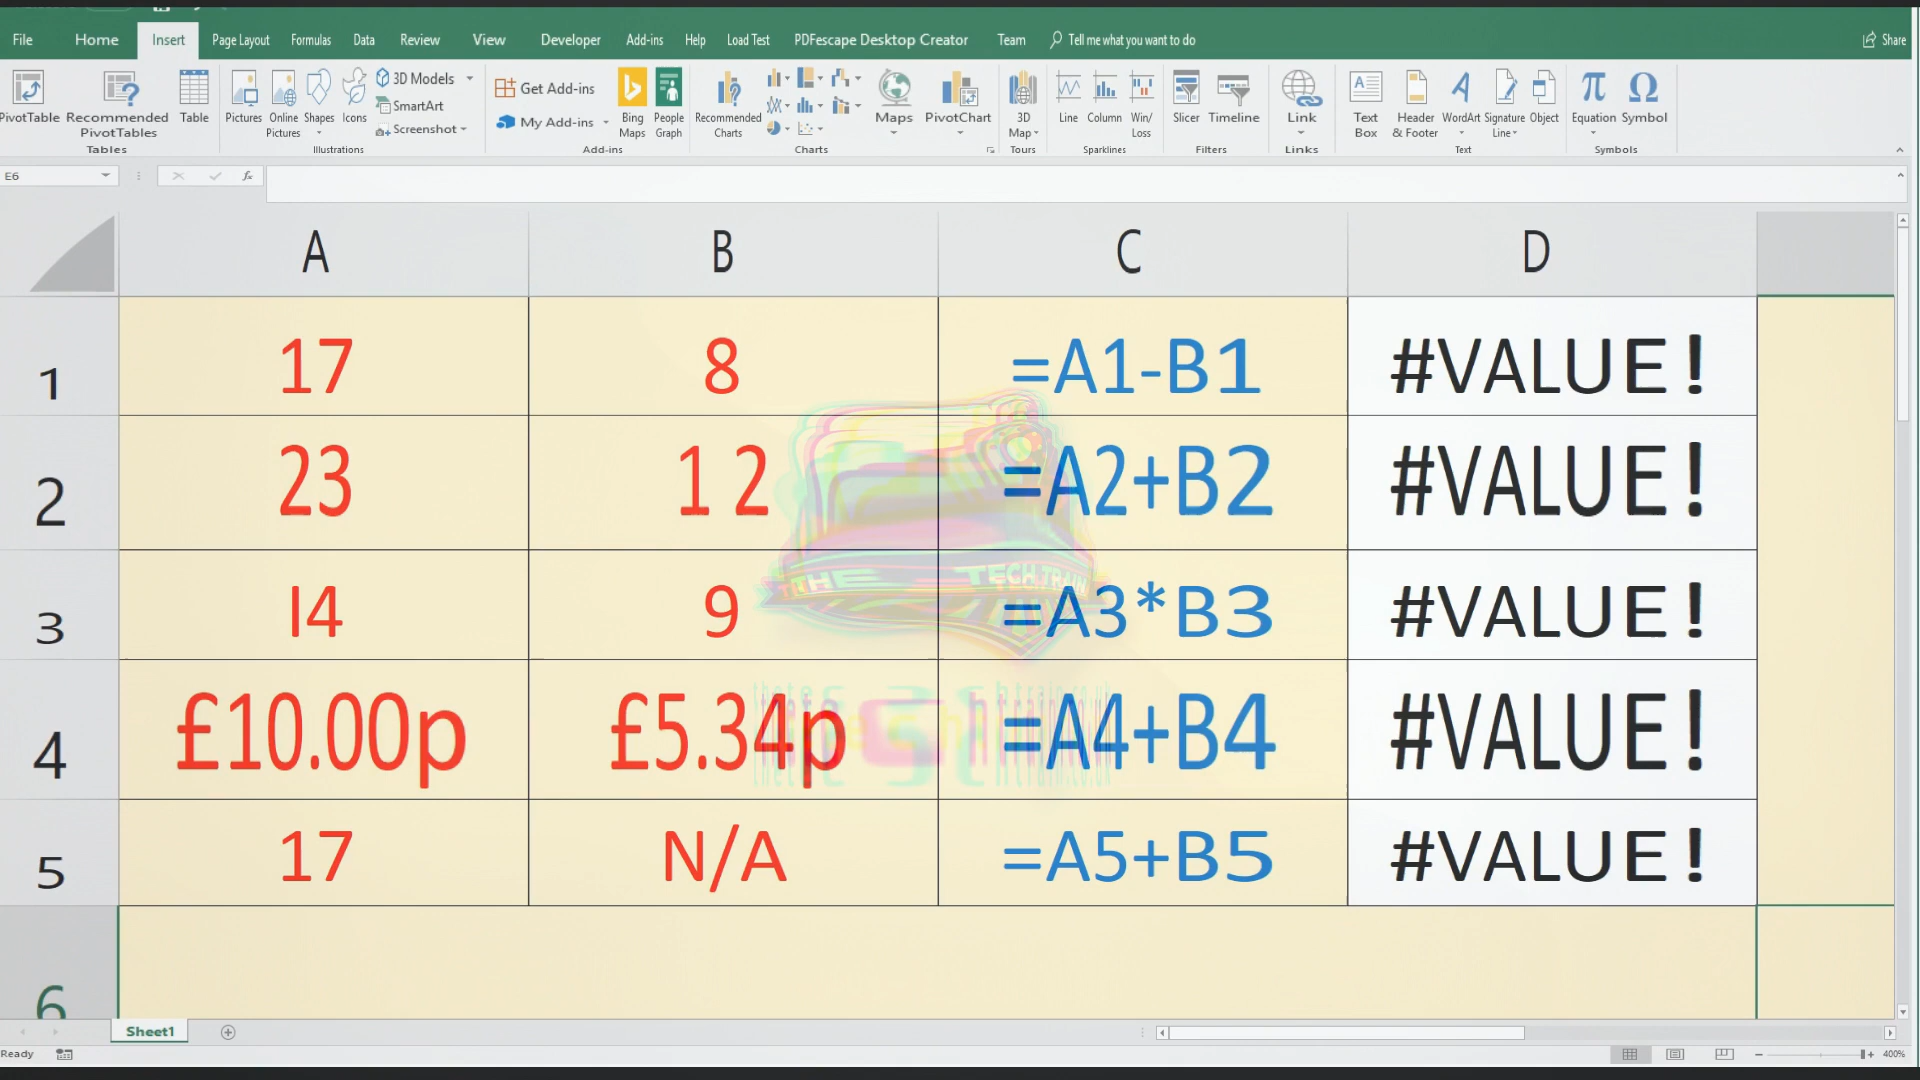 File Home Insert Page Layout Formulas Data Review View Developer Add-ins Help Load Test PDFescape Desktop Creator Team Tell me what you want to do Share
PivotTable Recommended PivotTables Table
Tables
Pictures Online Pictures Shapes Icons 3D Models SmartArt Screenshot
Illustrations
Get Add-ins My Add-ins Bing Maps People Graph
Add-ins
Recommended Charts Maps PivotChart
Charts
3D Map
Tours
Line Column Win/Loss
Sparklines
Slicer Timeline
Filters
Link
Links
Text Box Header & Footer WordArt Signature Line Object
Text
Equation Symbol
Symbols
E6 fx
A B C D
1 17 8 =A1-B1 #VALUE!
2 23 1 2 =A2+B2 #VALUE!
3 I4 9 =A3*B3 #VALUE!
4 £10.00p £5.34p =A4+B4 #VALUE!
5 17 N/A =A5+B5 #VALUE!
6
THE TECH TRAIN
Sheet1
Ready 400%